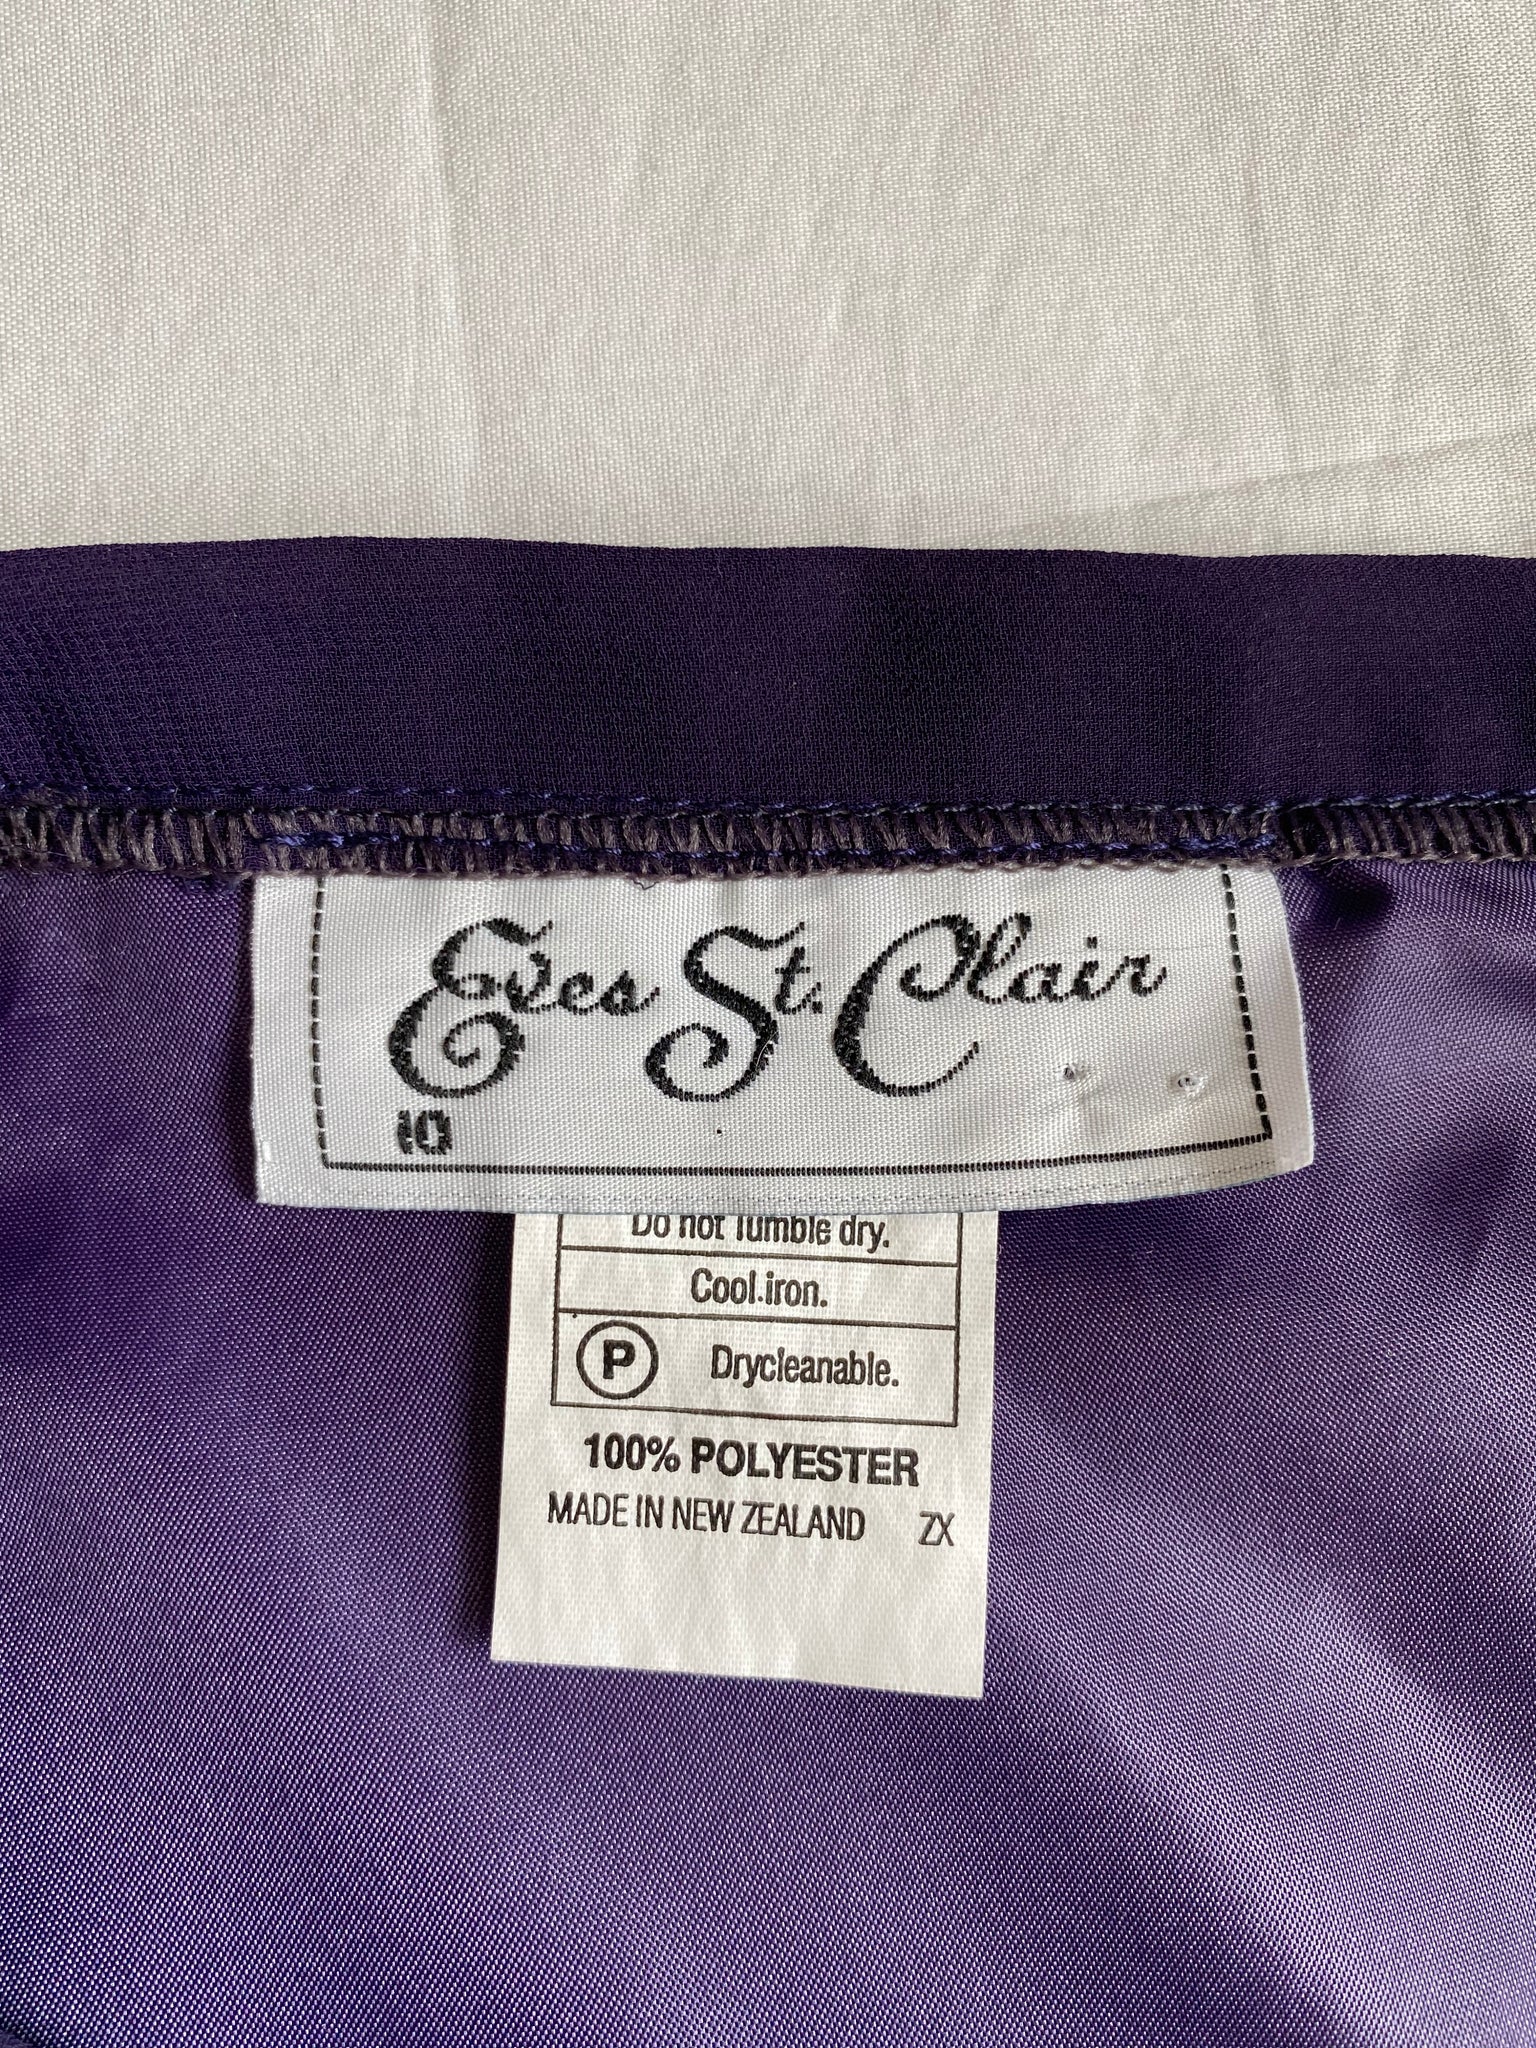 Eves St. Clair
10
Do not Tumble dry.
Cool iron.
P Drycleanable.
100% POLYESTER
MADE IN NEW ZEALAND ZX